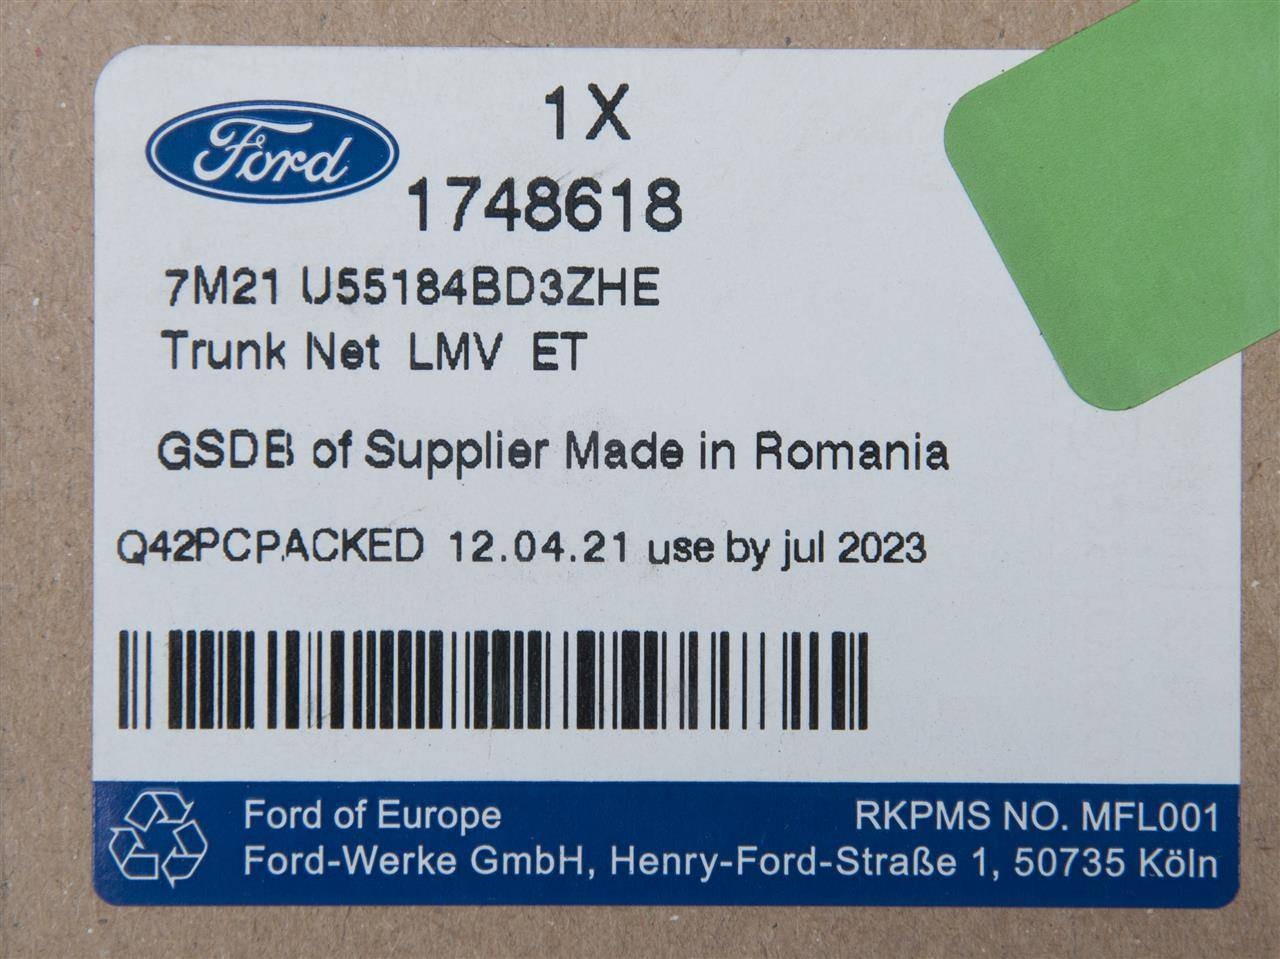 1X
Ford
1748618
7M21 U55184BD3ZHE
Trunk Net LMV ET
GSDB of Supplier Made in Romania
Q42PCPACKED 12.04.21 use by jul 2023
Ford of Europe
RKPMS NO. MFL001
Ford-Werke GmbH, Henry-Ford-Straße 1, 50735 Köln